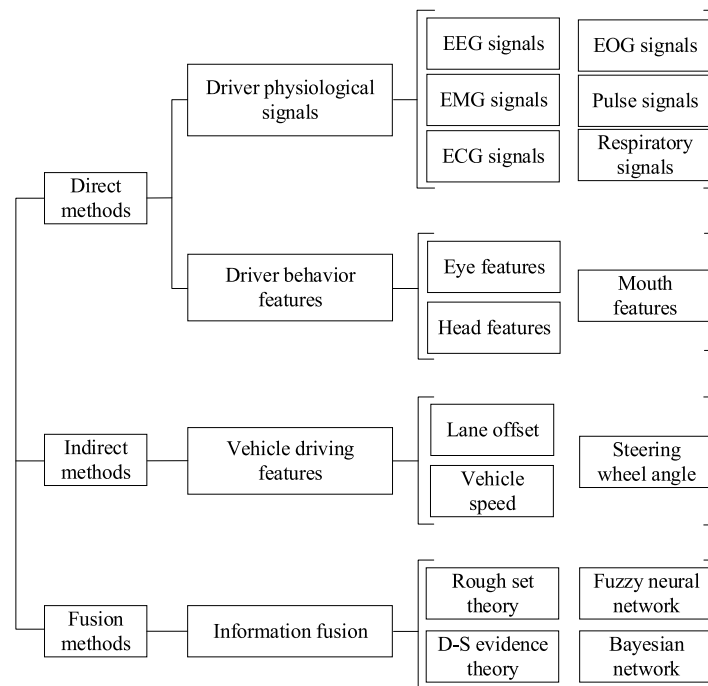 EEG signals
EOG signals
Driver physiological
signals
EMG signals
Pulse signals
ECG signals
Respiratory
signals
Direct
methods
Driver behavior
features
Eye features
Mouth
features
Head features
Indirect
methods
Vehicle driving
features
Lane offset
Steering
wheel angle
Vehicle
speed
Fusion
methods
Information fusion
Rough set
theory
Fuzzy neural
network
D-S evidence
theory
Bayesian
network